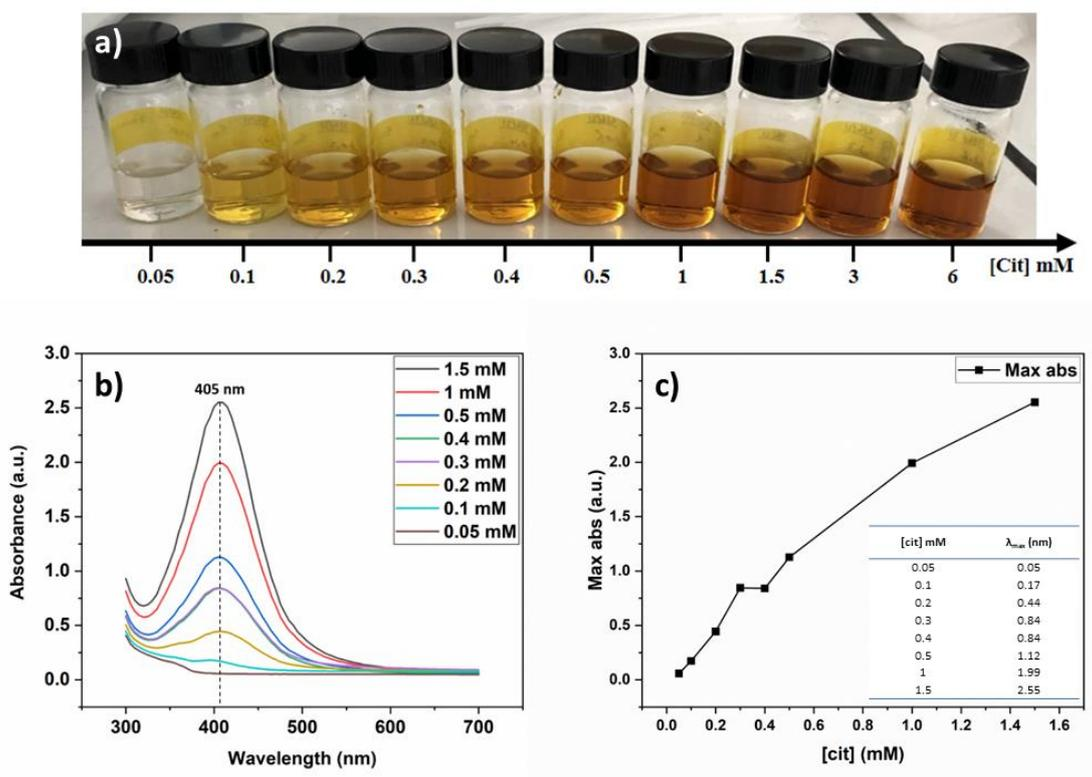 a)
0.05 0.1 0.2 0.3 0.4 0.5 1 1.5 3 6 [Cit] mM
b)
405 nm
1.5 mM
1 mM
0.5 mM
0.4 mM
0.3 mM
0.2 mM
0.1 mM
0.05 mM
Absorbance (a.u.)
3.0
2.5
2.0
1.5
1.0
0.5
0.0
300 400 500 600 700
Wavelength (nm)
c)
Max abs
Max abs (a.u.)
3.0
2.5
2.0
1.5
1.0
0.5
0.0
[cit] mM λmax (nm)
0.05 0.05
0.1 0.17
0.2 0.44
0.3 0.84
0.4 0.84
0.5 1.12
1 1.99
1.5 2.55
0.0 0.2 0.4 0.6 0.8 1.0 1.2 1.4 1.6
[cit] (mM)